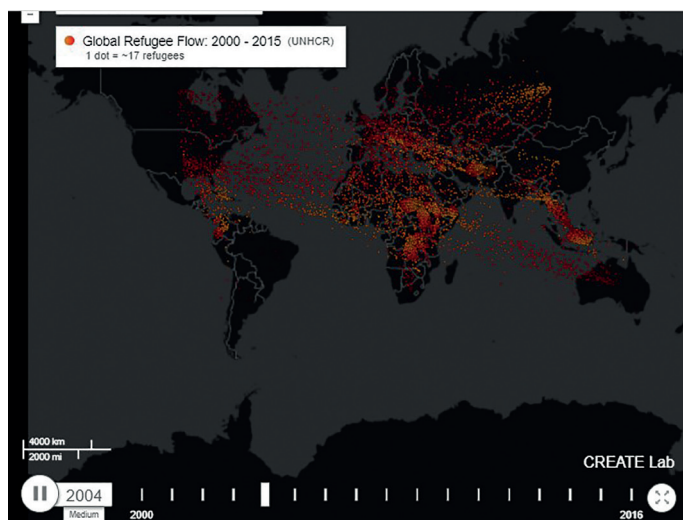 Global Refugee Flow: 2000 - 2015 (UNHCR)
1 dot = ~17 refugees
4000 km
2000 mi
CREATE Lab
2004
Medium
2000
2016